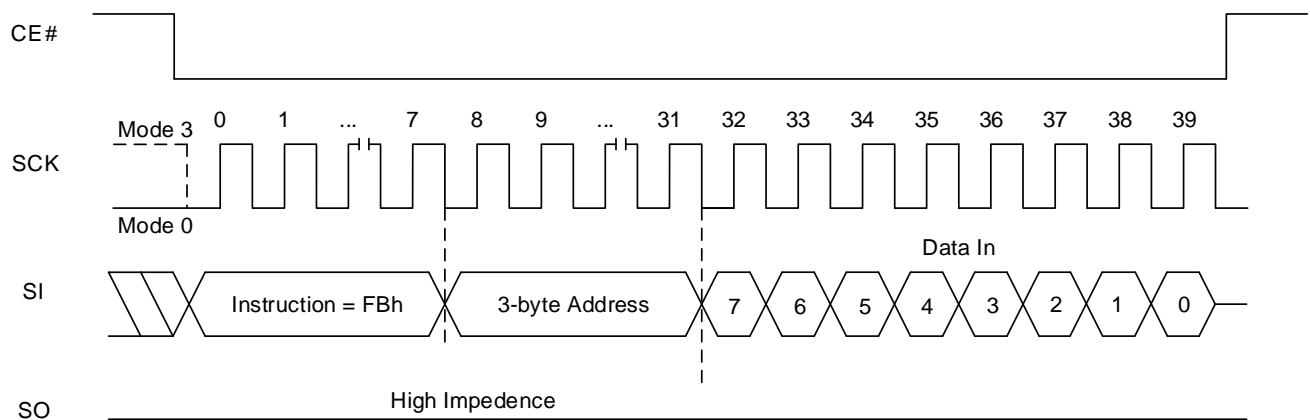 CE#
Mode 3
0 1 ... 7 8 9 ... 31 32 33 34 35 36 37 38 39
SCK
Mode 0
Data In
SI
Instruction = FBh
3-byte Address
7 6 5 4 3 2 1 0
High Impedence
SO